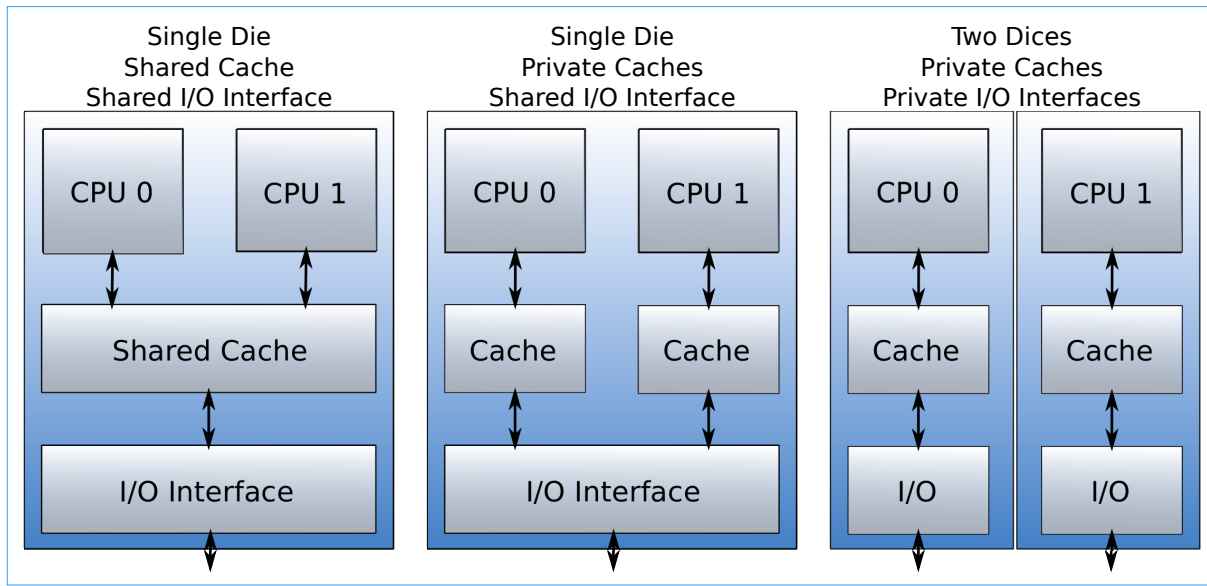 Single Die
Shared Cache
Shared I/O Interface
CPU 0
CPU 1
Shared Cache
I/O Interface
Single Die
Private Caches
Shared I/O Interface
CPU 0
CPU 1
Cache
Cache
I/O Interface
Two Dices
Private Caches
Private I/O Interfaces
CPU 0
CPU 1
Cache
Cache
I/O
I/O